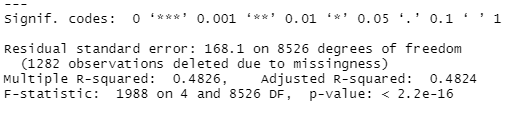 ---
Signif. codes:  0 ‘***’ 0.001 ‘**’ 0.01 ‘*’ 0.05 ‘.’ 0.1 ‘ ’ 1
Residual standard error: 168.1 on 8526 degrees of freedom
  (1282 observations deleted due to missingness)
Multiple R-squared:  0.4826,    Adjusted R-squared:  0.4824
F-statistic:  1988 on 4 and 8526 DF,  p-value: < 2.2e-16